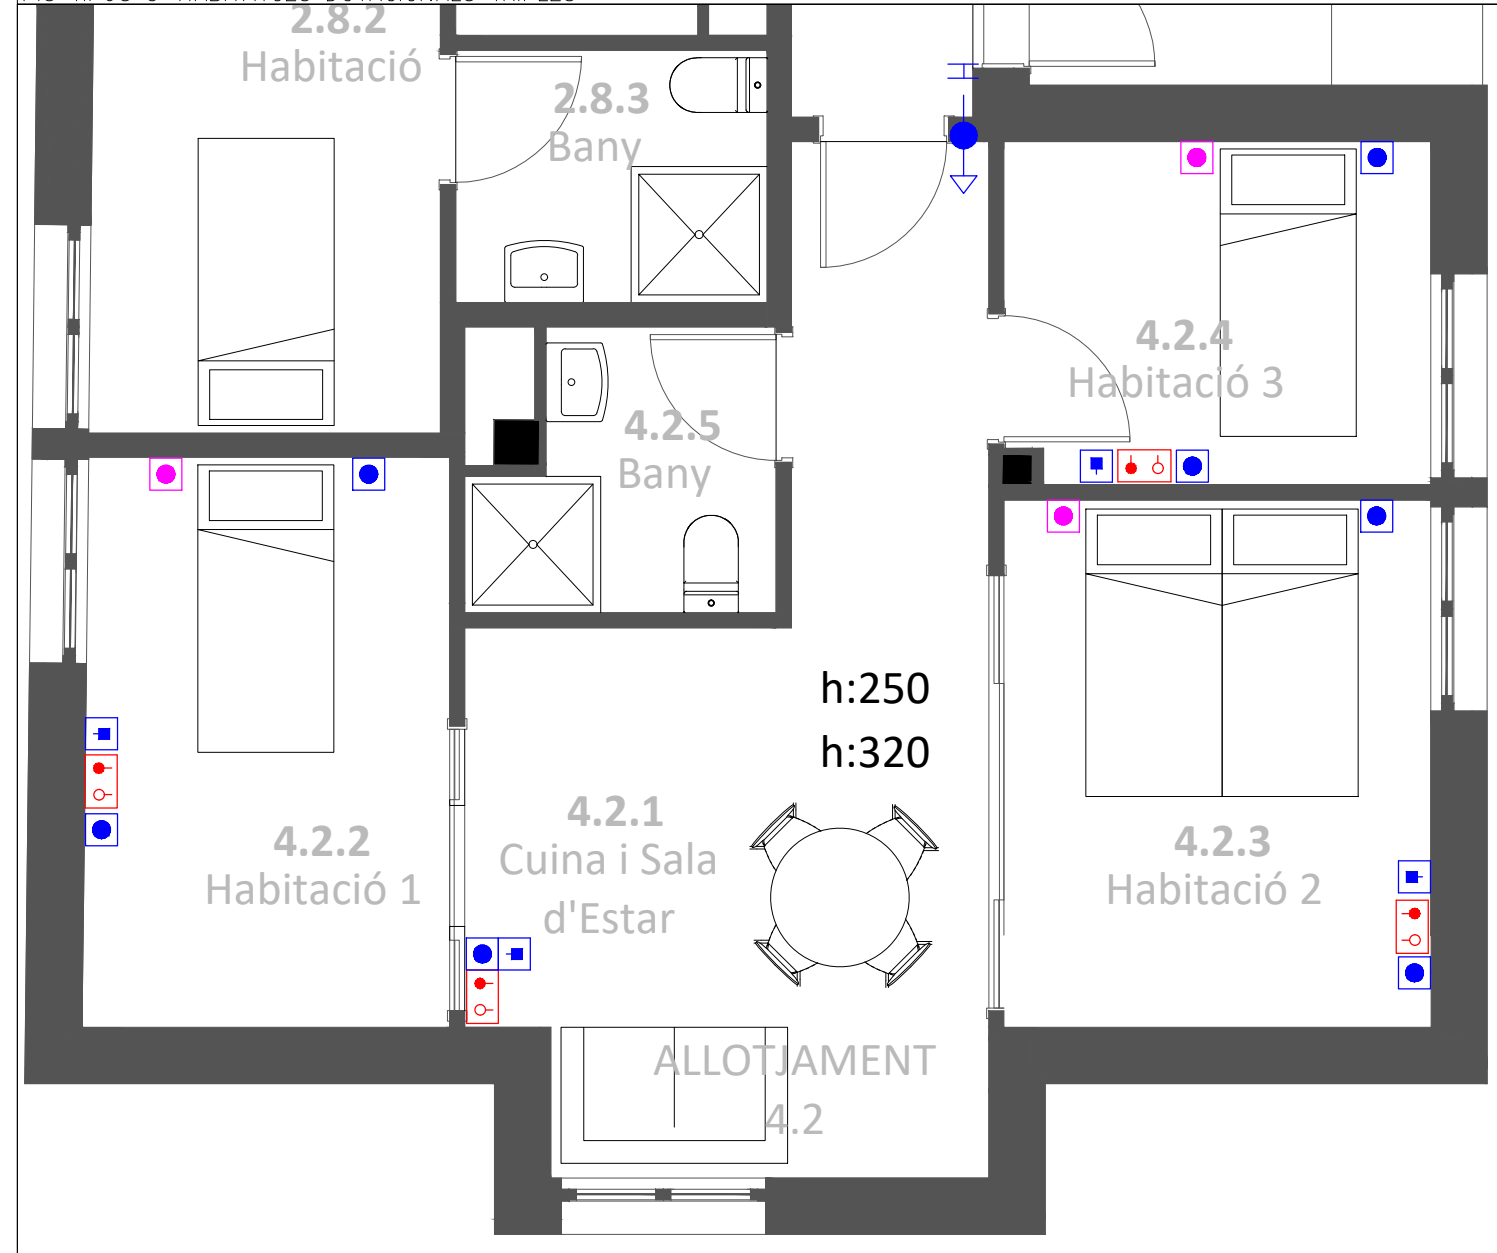 2.8.2
Habitació
2.8.3
Bany
4.2.4
Habitació 3
4.2.5
Bany
h:250
h:320
4.2.1
Cuina i Sala
d'Estar
4.2.2
Habitació 1
4.2.3
Habitació 2
ALLOTJAMENT
4.2